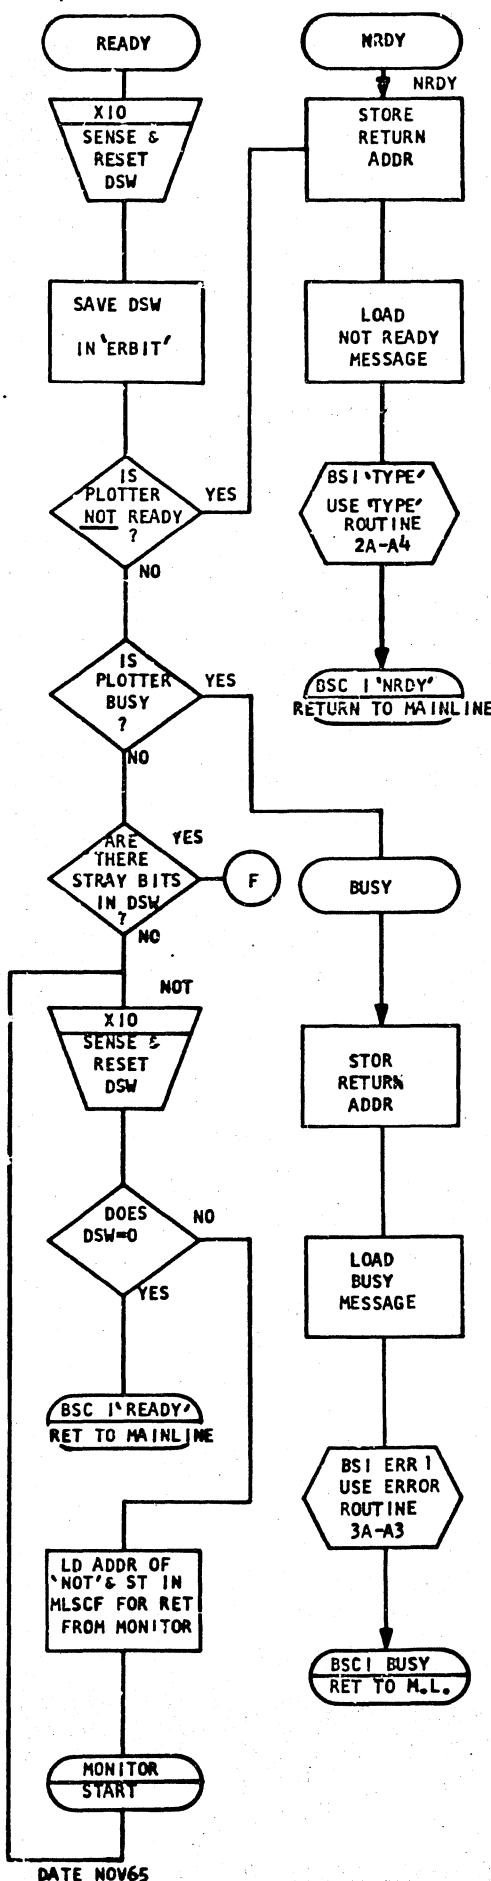 READY
XIO
SENSE &
RESET
DSW
SAVE DSW
IN 'ERBIT'
IS
PLOTTER
NOT READY
?
YES
NO
IS
PLOTTER
BUSY
?
YES
NO
ARE
THERE
STRAY BITS
IN DSW
?
YES
F
NO
NOT
XIO
SENSE &
RESET
DSW
DOES
DSW=0
NO
YES
BSC I 'READY'
RET TO MAINLINE
LD ADDR OF
'NOT' & ST IN
MLSCF FOR RET
FROM MONITOR
MONITOR
START
DATE NOV65
NRDY
NRDY
STORE
RETURN
ADDR
LOAD
NOT READY
MESSAGE
BSI 'TYPE'
USE 'TYPE'
ROUTINE
2A-A4
BSC I 'NRDY'
RETURN TO MAINLINE
BUSY
STOR
RETURN
ADDR
LOAD
BUSY
MESSAGE
BSI ERR I
USE ERROR
ROUTINE
3A-A3
BSCI BUSY
RET TO M.L.